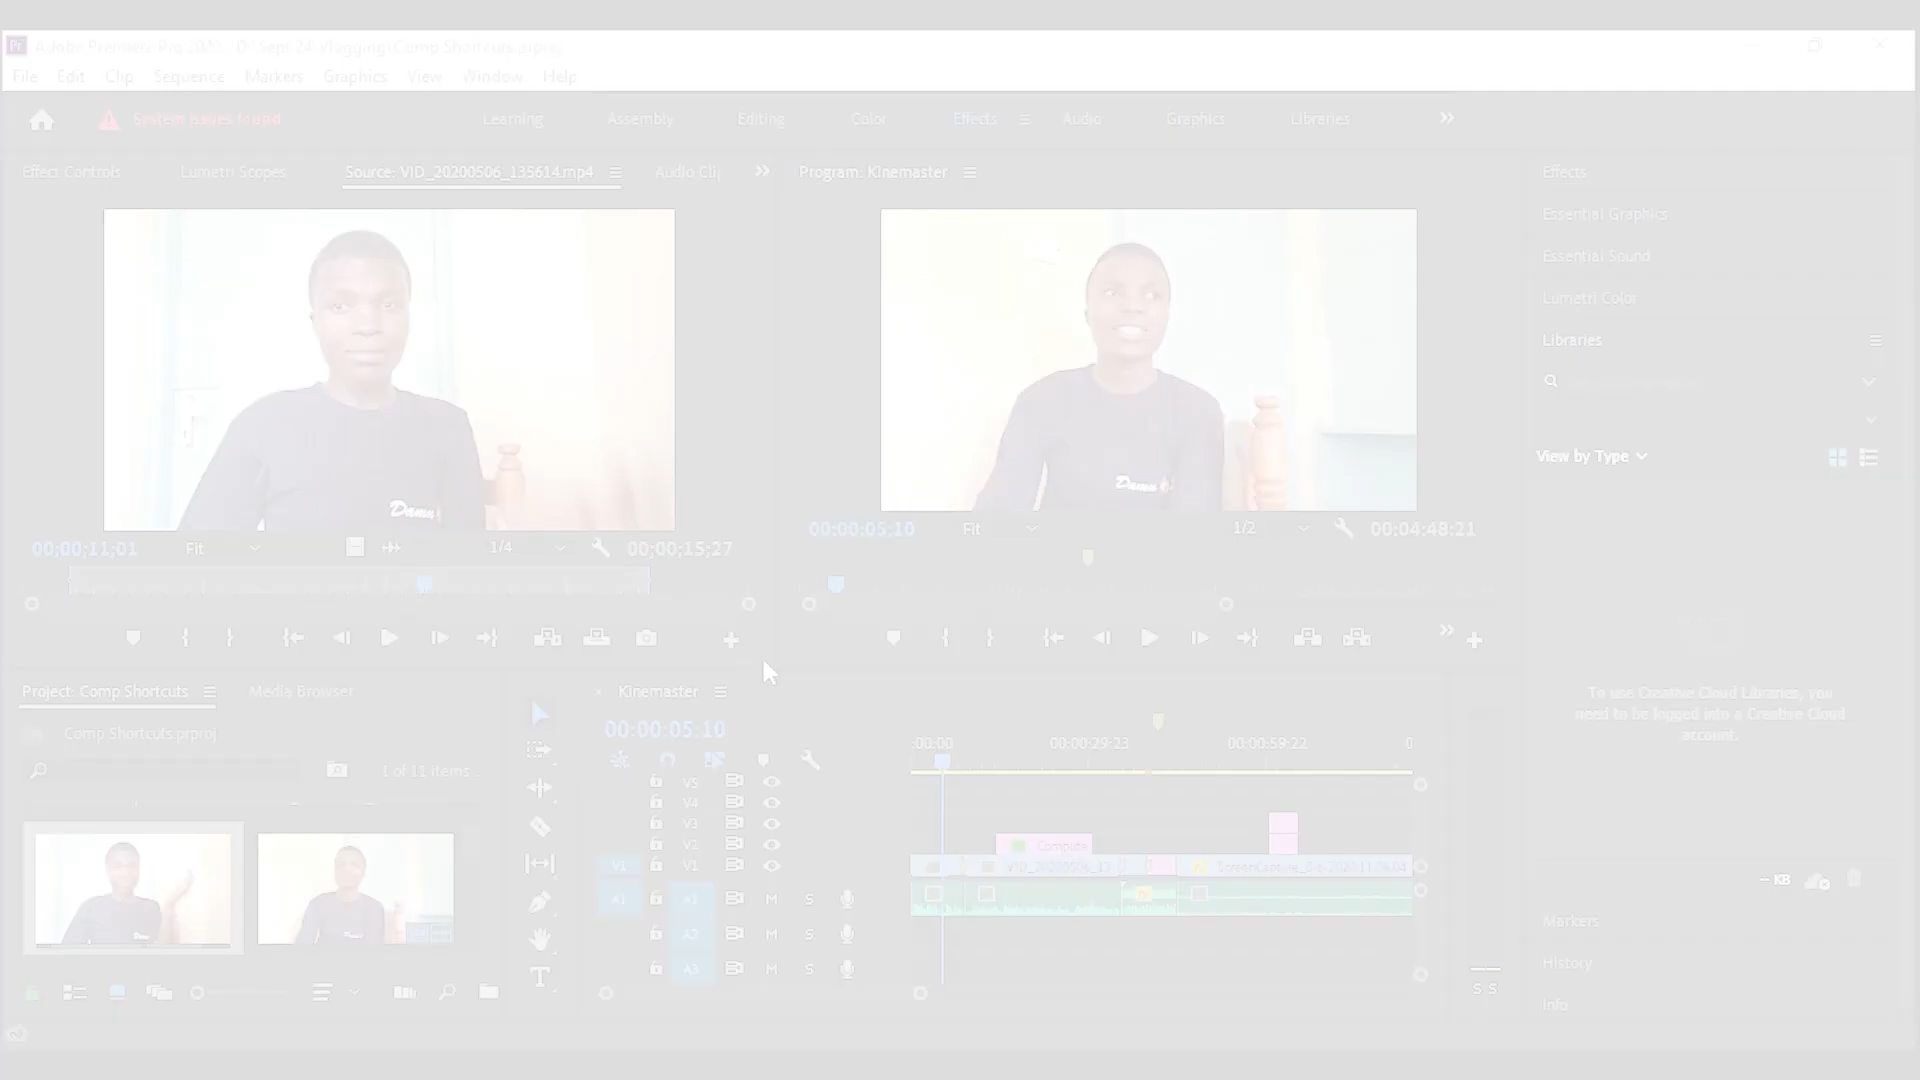 Pr Adobe Premiere Pro 2020 - D:\Sept 24\Vlogging\Comp Shortcuts.prproj
File Edit Clip Sequence Markers Graphics View Window Help
System issues found
Learning Assembly Editing Color Effects Audio Graphics Libraries
Effect Controls Lumetri Scopes Source: VID_20200506_135614.mp4 Audio Clip
Program: Kinemaster
Damn
Damn
00;00;11;01 Fit 1/4 00;00;15;27
00:00:05:10 Fit 1/2 00:04:48:21
Effects
Essential Graphics
Essential Sound
Lumetri Color
Libraries
View by Type
To use Creative Cloud Libraries, you
need to be logged into a Creative Cloud
account.
-- KB
Markers
History
Info
Project: Comp Shortcuts Media Browser
Comp Shortcuts.prproj
1 of 11 items
Kinemaster
00:00:05:10
:00:00 00:00:29:23 00:00:59:22 0
V5
V4
V3
V2
V1 V1
A1 A1 M S
A2 M S
A3 M S
Compute
VID_20200506_13
S S